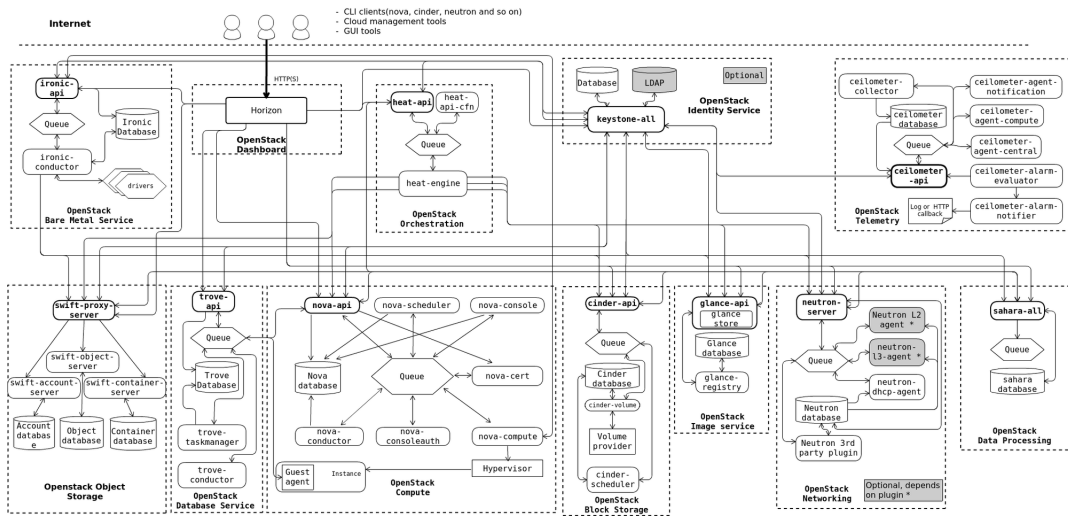 Internet
- CLI clients(nova, cinder, neutron and so on)
- Cloud management tools
- GUI tools
HTTP(S)
ironic-
api
Queue
Ironic
Database
ironic-
conductor
drivers
OpenStack
Bare Metal Service
Horizon
OpenStack
Dashboard
heat-api
heat-
api-cfn
Queue
heat-engine
OpenStack
Orchestration
Database
LDAP
Optional
OpenStack
Identity Service
keystone-all
ceilometer-
collector
ceilometer
database
Queue
ceilometer
-api
Log or HTTP
callback
ceilometer-agent-
notification
ceilometer-
agent-compute
ceilometer-
agent-central
ceilometer-alarm-
evaluator
ceilometer-alarm-
notifier
OpenStack
Telemetry
swift-proxy-
server
swift-object-
server
swift-account-
server
swift-container-
server
Account
databas
e
Object
database
Container
database
Openstack Object
Storage
trove-
api
Queue
Trove
Database
trove-
taskmanager
trove-
conductor
OpenStack
Database Service
nova-api
nova-scheduler
nova-console
Nova
database
Queue
nova-cert
nova-
conductor
nova-
consoleauth
nova-compute
Guest
agent
Instance
Hypervisor
OpenStack
Compute
cinder-api
Queue
Cinder
database
cinder-volume
Volume
provider
cinder-
scheduler
OpenStack
Block Storage
glance-api
glance
store
Glance
database
glance-
registry
OpenStack
Image service
neutron-
server
Queue
Neutron L2
agent *
neutron-
l3-agent *
neutron-
dhcp-agent
Neutron
database
Neutron 3rd
party plugin
OpenStack
Networking
Optional, depends
on plugin *
sahara-all
Queue
sahara
database
OpenStack
Data Processing